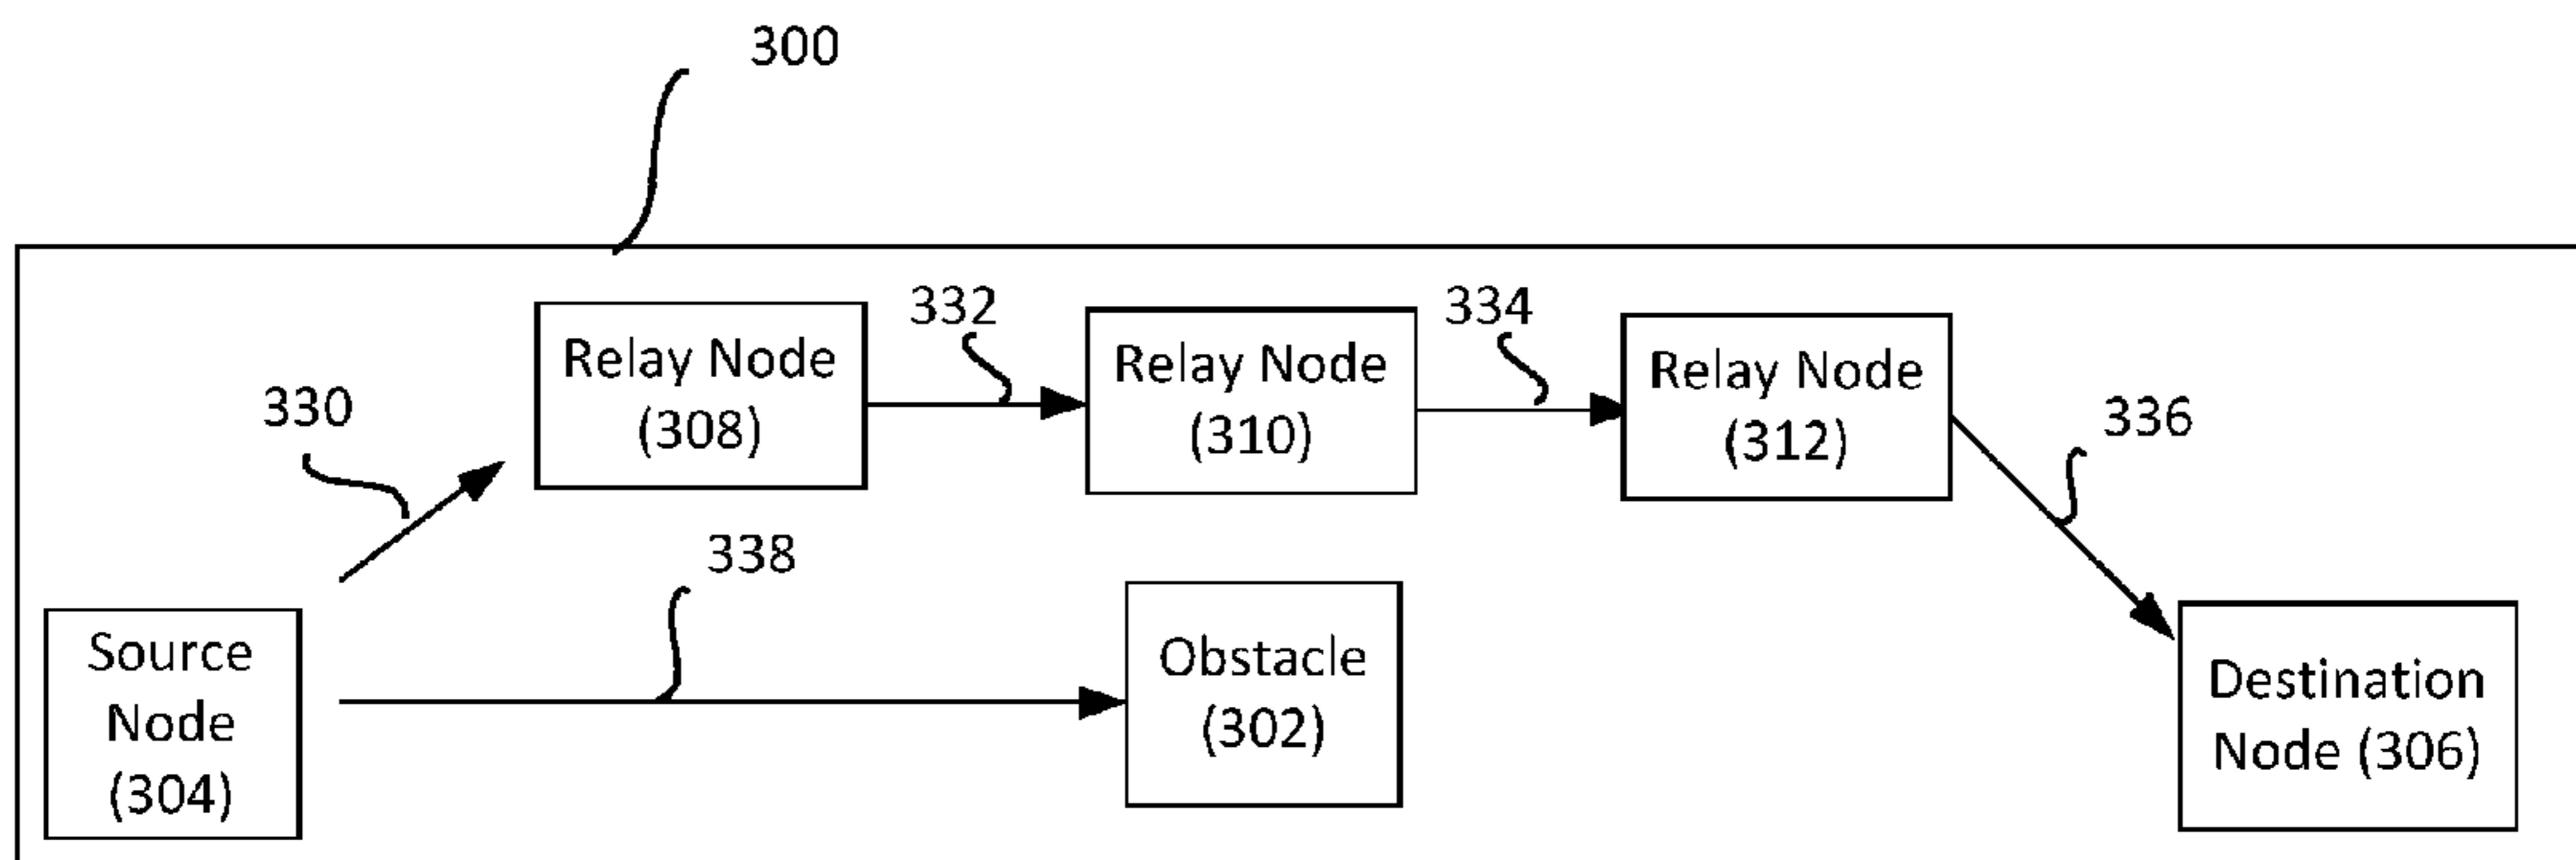 300
332
334
Relay Node
(308)
Relay Node
(310)
Relay Node
(312)
330
336
338
Source
Node
(304)
Obstacle
(302)
Destination
Node (306)